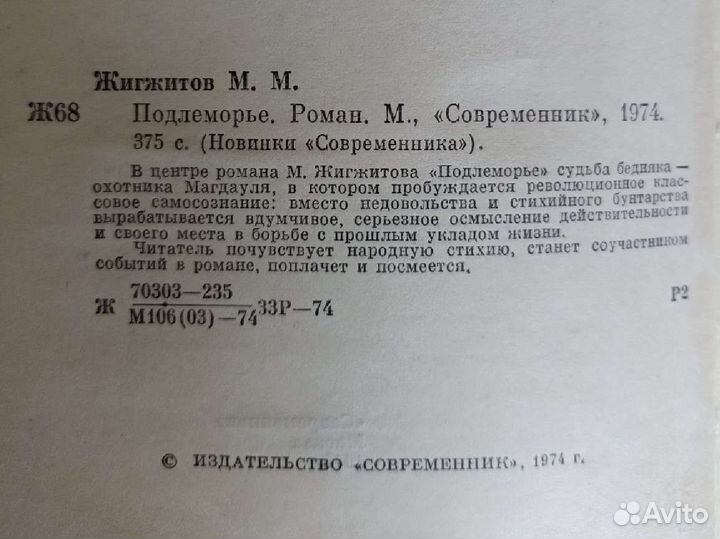 Жигжитов М. М.
Ж68 Подлеморье. Роман. М., «Современник», 1974.
375 с. (Новинки «Современника»).
В центре романа М. Жигжитова «Подлеморье» судьба бедняка—
охотника Магдауля, в котором пробуждается революционное клас-
совое самосознание: вместо недовольства и стихийного бунтарства
вырабатывается вдумчивое, серьезное осмысление действительности
и своего места в борьбе с прошлым укладом жизни.
Читатель почувствует народную стихию, станет соучастником
событий в романе, поплачет и посмеется.
70303—235
Ж М106(03)—74 33Р—74 Р2
© ИЗДАТЕЛЬСТВО «СОВРЕМЕННИК», 1974 г.
Avito